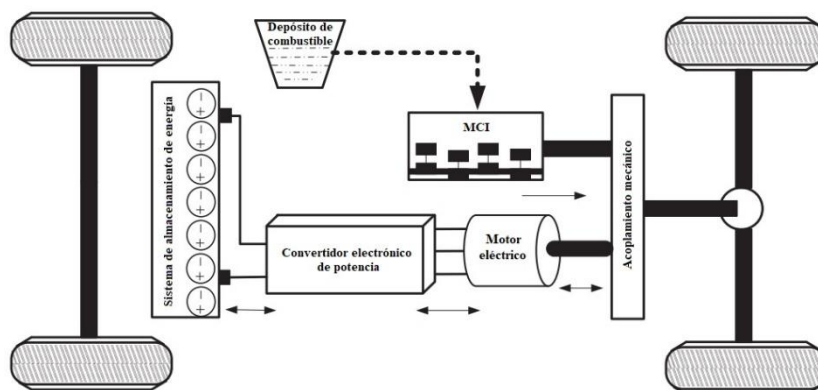 Depósito de
combustible
MCI
Sistema de almacenamiento de energía
Convertidor electrónico
de potencia
Motor
eléctrico
Acoplamiento mecánico